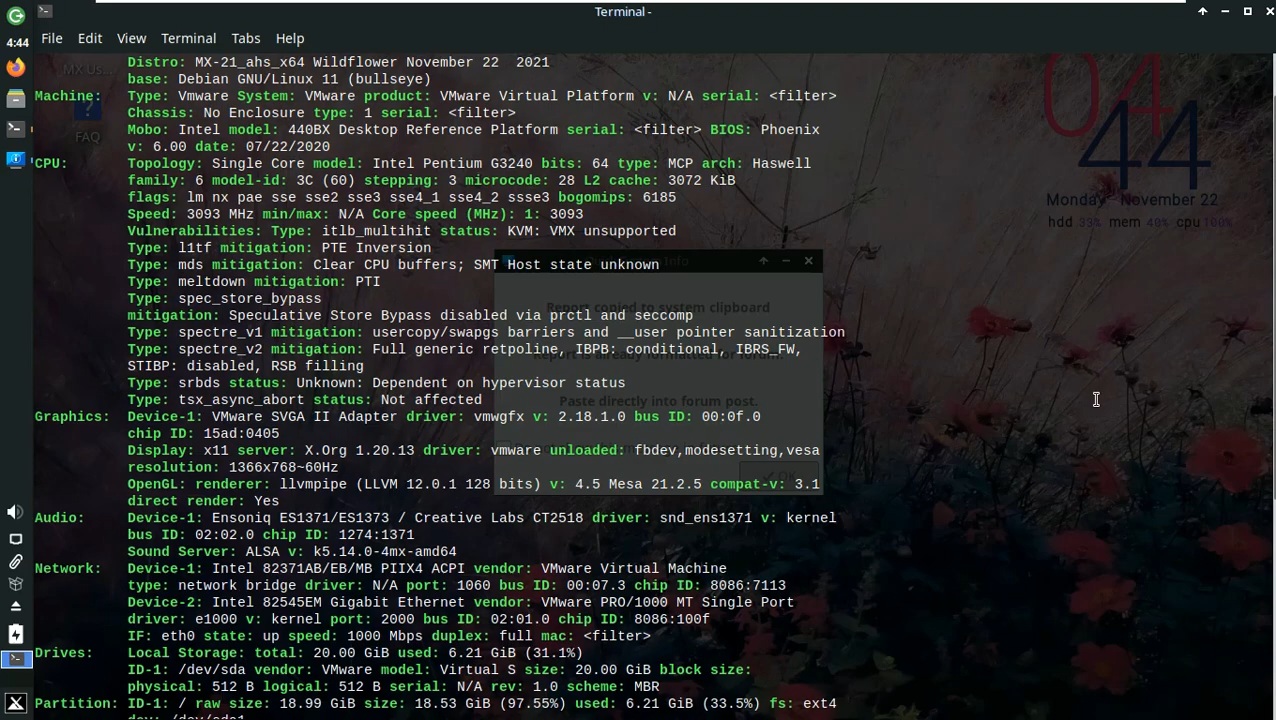 Terminal -
4:44
File Edit View Terminal Tabs Help
MX Us...
FAQ
Distro: MX-21_ahs_x64 Wildflower November 22  2021
base: Debian GNU/Linux 11 (bullseye)
Machine: Type: Vmware System: VMware product: VMware Virtual Platform v: N/A serial: <filter>
Chassis: No Enclosure type: 1 serial: <filter>
Mobo: Intel model: 440BX Desktop Reference Platform serial: <filter> BIOS: Phoenix
v: 6.00 date: 07/22/2020
CPU: Topology: Single Core model: Intel Pentium G3240 bits: 64 type: MCP arch: Haswell
family: 6 model-id: 3C (60) stepping: 3 microcode: 28 L2 cache: 3072 KiB
flags: lm nx pae sse sse2 sse3 sse4_1 sse4_2 ssse3 bogomips: 6185
Speed: 3093 MHz min/max: N/A Core speed (MHz): 1: 3093
Vulnerabilities: Type: itlb_multihit status: KVM: VMX unsupported
Type: l1tf mitigation: PTE Inversion
Type: mds mitigation: Clear CPU buffers; SMT Host state unknown
Type: meltdown mitigation: PTI
Type: spec_store_bypass
mitigation: Speculative Store Bypass disabled via prctl and seccomp
Type: spectre_v1 mitigation: usercopy/swapgs barriers and __user pointer sanitization
Type: spectre_v2 mitigation: Full generic retpoline, IBPB: conditional, IBRS_FW,
STIBP: disabled, RSB filling
Type: srbds status: Unknown: Dependent on hypervisor status
Type: tsx_async_abort status: Not affected
Graphics: Device-1: VMware SVGA II Adapter driver: vmwgfx v: 2.18.1.0 bus ID: 00:0f.0
chip ID: 15ad:0405
Display: x11 server: X.Org 1.20.13 driver: vmware unloaded: fbdev,modesetting,vesa
resolution: 1366x768~60Hz
OpenGL: renderer: llvmpipe (LLVM 12.0.1 128 bits) v: 4.5 Mesa 21.2.5 compat-v: 3.1
direct render: Yes
Audio: Device-1: Ensoniq ES1371/ES1373 / Creative Labs CT2518 driver: snd_ens1371 v: kernel
bus ID: 02:02.0 chip ID: 1274:1371
Sound Server: ALSA v: k5.14.0-4mx-amd64
Network: Device-1: Intel 82371AB/EB/MB PIIX4 ACPI vendor: VMware Virtual Machine
type: network bridge driver: N/A port: 1060 bus ID: 00:07.3 chip ID: 8086:7113
Device-2: Intel 82545EM Gigabit Ethernet vendor: VMware PRO/1000 MT Single Port
driver: e1000 v: kernel port: 2000 bus ID: 02:01.0 chip ID: 8086:100f
IF: eth0 state: up speed: 1000 Mbps duplex: full mac: <filter>
Drives: Local Storage: total: 20.00 GiB used: 6.21 GiB (31.1%)
ID-1: /dev/sda vendor: VMware model: Virtual S size: 20.00 GiB block size:
physical: 512 B logical: 512 B serial: N/A rev: 1.0 scheme: MBR
Partition: ID-1: / raw size: 18.99 GiB size: 18.53 GiB (97.55%) used: 6.21 GiB (33.5%) fs: ext4
dev: /dev/sda1
Report copied to system clipboard
Report is already formatted for forum.
Paste directly into forum post.
OK
04
44
Monday - November 22
hdd 33% mem 40% cpu 100%